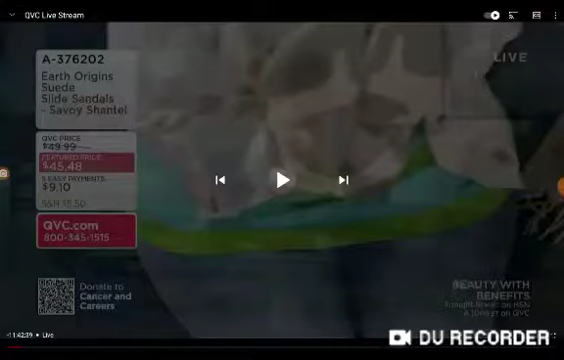 QVC Live Stream
A-376202
Earth Origins
Suede
Slide Sandals
- Savoy Shantel
QVC PRICE
$49.99
FEATURED PRICE
$45.48
5 EASY PAYMENTS
$9.10
S&H $5.50
QVC.com
800-345-1515
LIVE
Donate to
Cancer and
Careers
BEAUTY WITH
BENEFITS
on HSN
on QVC
-11:42:39 • Live
DU RECORDER